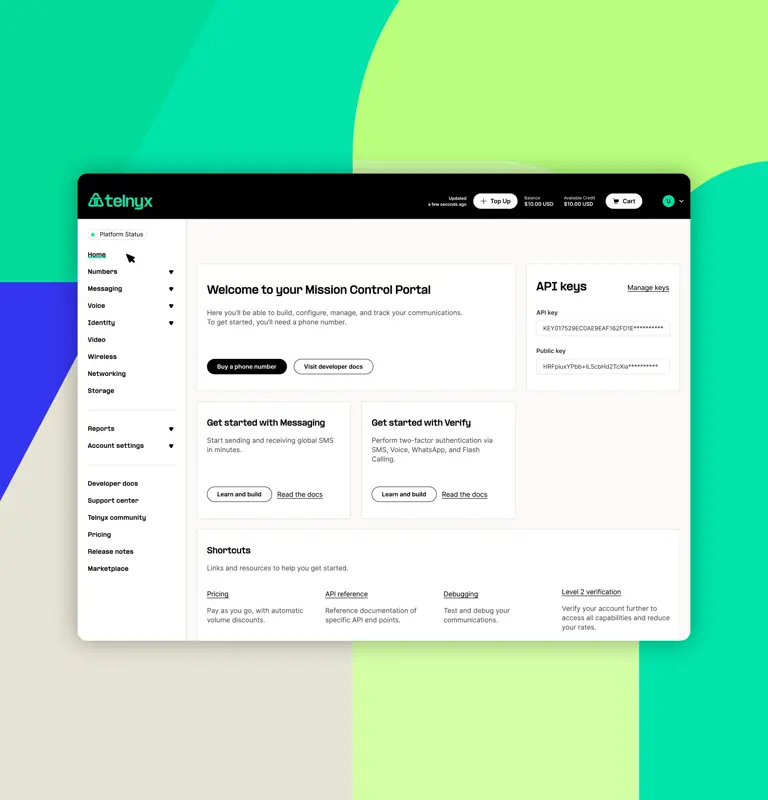 telnyx
Updated
a few seconds ago
Top Up
Balance
$10.00 USD
Available Credit
$10.00 USD
Cart
U
Platform Status
Home
Numbers
Messaging
Voice
Identity
Video
Wireless
Networking
Storage
Reports
Account settings
Developer docs
Support center
Telnyx community
Pricing
Release notes
Marketplace
Welcome to your Mission Control Portal
Here you'll be able to build, configure, manage, and track your communications.
To get started, you'll need a phone number.
Buy a phone number
Visit developer docs
API keys
Manage keys
API key
KEY017529EC0AE9EAF162FD1E**********
Public key
HRFpiuxYPbb+IL5cbHd2TcXia**********
Get started with Messaging
Start sending and receiving global SMS
in minutes.
Learn and build
Read the docs
Get started with Verify
Perform two-factor authentication via
SMS, Voice, WhatsApp, and Flash
Calling.
Learn and build
Read the docs
Shortcuts
Links and resources to help you get started.
Pricing
Pay as you go, with automatic
volume discounts.
API reference
Reference documentation of
specific API end points.
Debugging
Test and debug your
communications.
Level 2 verification
Verify your account further to
access all capabilities and reduce
your rates.